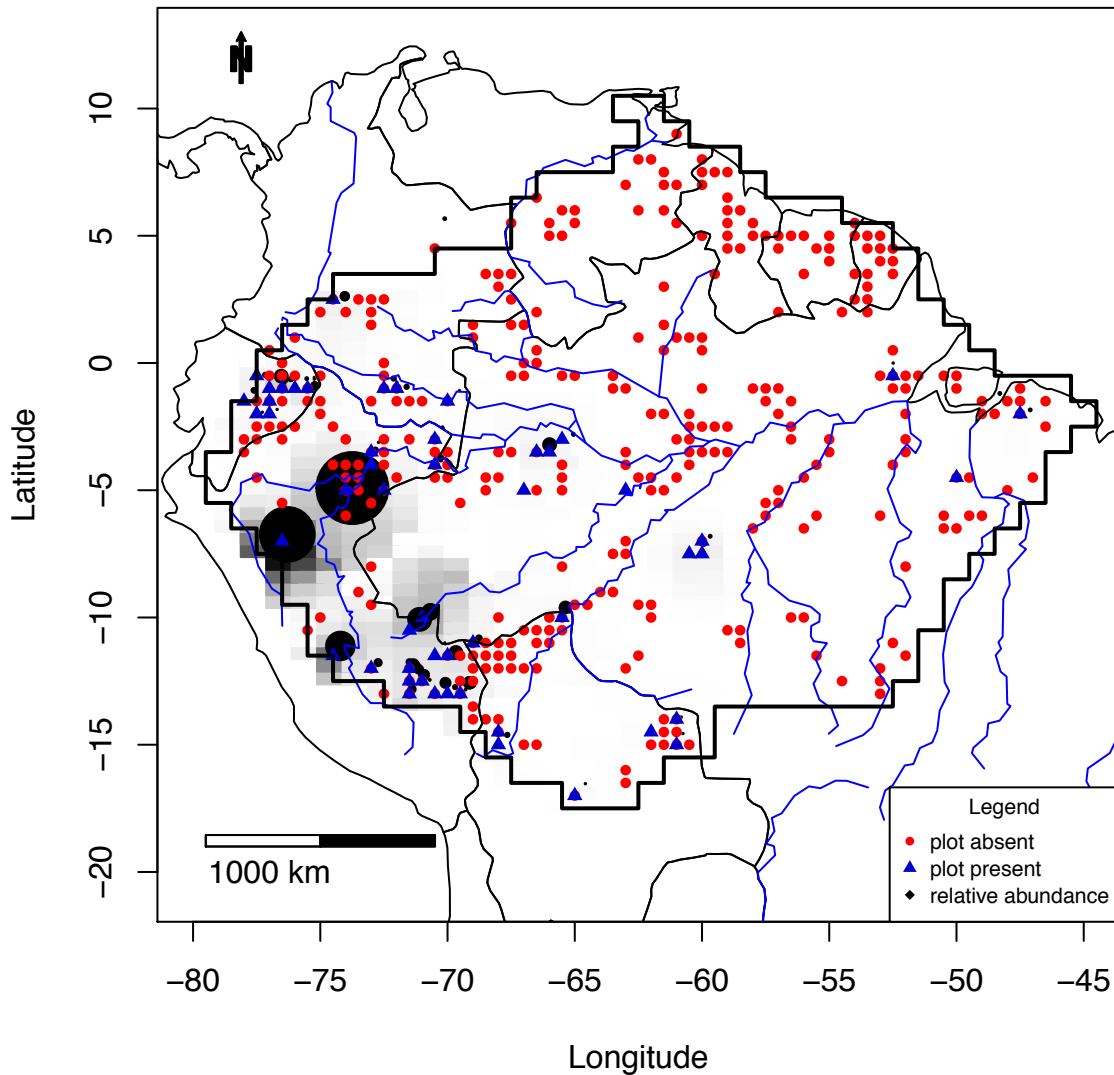 N
10
5
0
−5
−10
−15
−20
Latitude
1000 km
Legend
plot absent
plot present
relative abundance
−80 −75 −70 −65 −60 −55 −50 −45
Longitude